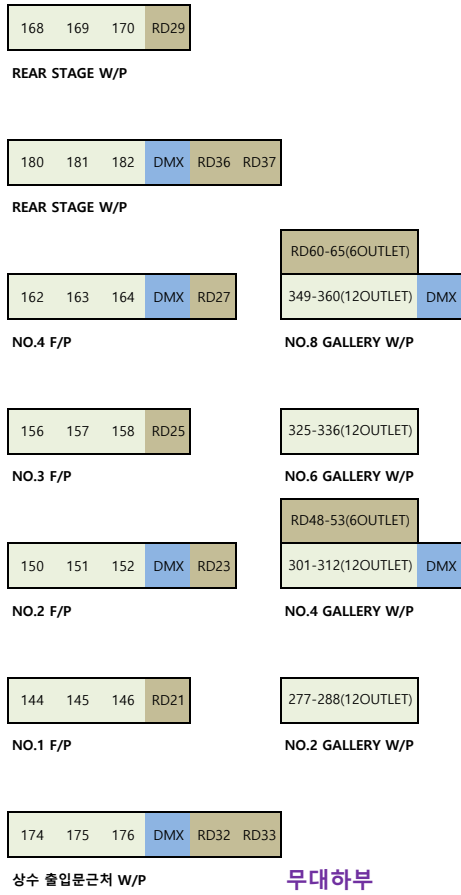 168 169 170 RD29
REAR STAGE W/P
180 181 182 DMX RD36 RD37
REAR STAGE W/P
RD60-65(6OUTLET)
162 163 164 DMX RD27
349-360(12OUTLET) DMX
NO.4 F/P
NO.8 GALLERY W/P
156 157 158 RD25
325-336(12OUTLET)
NO.3 F/P
NO.6 GALLERY W/P
RD48-53(6OUTLET)
150 151 152 DMX RD23
301-312(12OUTLET) DMX
NO.2 F/P
NO.4 GALLERY W/P
144 145 146 RD21
277-288(12OUTLET)
NO.1 F/P
NO.2 GALLERY W/P
174 175 176 DMX RD32 RD33
상수 출입문근처 W/P
무대하부